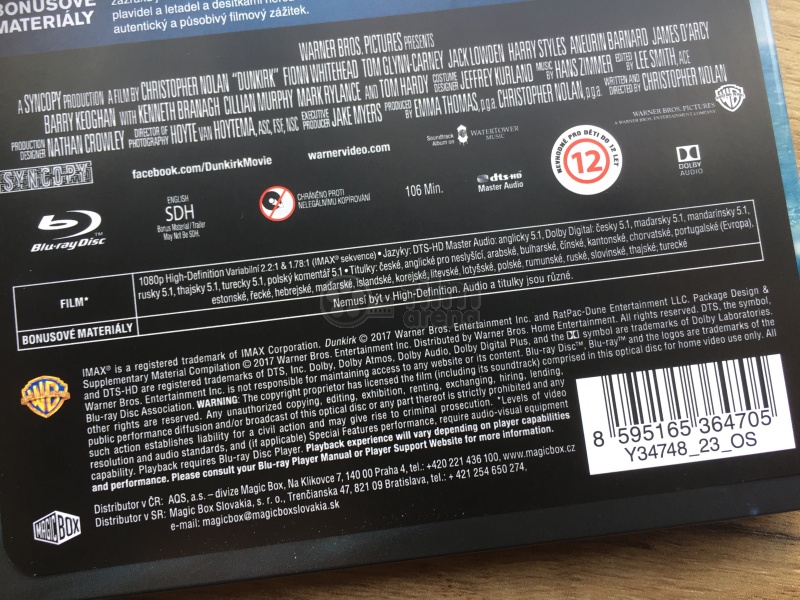 BONUSOVÉ
MATERIÁLY
plavidel a letadel a desítkami
autentický a působivý filmový zážitek.
WARNER BROS. PICTURES PRESENTS
A SYNCOPY PRODUCTION A FILM BY CHRISTOPHER NOLAN "DUNKIRK" FIONN WHITEHEAD TOM GLYNN-CARNEY JACK LOWDEN HARRY STYLES ANEURIN BARNARD JAMES D'ARCY
BARRY KEOGHAN WITH KENNETH BRANAGH CILLIAN MURPHY MARK RYLANCE AND TOM HARDY COSTUME DESIGNER JEFFREY KURLAND MUSIC BY HANS ZIMMER EDITED BY LEE SMITH, ACE
PRODUCTION DESIGNER NATHAN CROWLEY DIRECTOR OF PHOTOGRAPHY HOYTE VAN HOYTEMA, ASC, FSF, NSC EXECUTIVE PRODUCER JAKE MYERS PRODUCED BY EMMA THOMAS, p.g.a. CHRISTOPHER NOLAN, p.g.a. WRITTEN AND DIRECTED BY CHRISTOPHER NOLAN
SYNCOPY
facebook.com/DunkirkMovie
warnervideo.com
Soundtrack Album on WATERTOWER MUSIC
NEVHODNÉ PRO DĚTI DO 12 LET
12
WARNER BROS. PICTURES
A WARNER BROS. ENTERTAINMENT COMPANY
WB
Blu-ray Disc™
ENGLISH
SDH
Bonus Material/Trailer
May Not Be SDH.
CHRÁNĚNO PROTI
NELEGÁLNÍMU KOPÍROVÁNÍ
106 Min.
dts-HD
Master Audio
DOLBY
AUDIO
FILM*
1080p High-Definition Variabilní 2.2:1 & 1.78:1 (IMAX® sekvence) • Jazyky: DTS-HD Master Audio: anglický 5.1, Dolby Digital: český 5.1, maďarsky 5.1, mandarínsky 5.1,
rusky 5.1, thajsky 5.1, turecky 5.1, polský komentář 5.1 • Titulky: české, anglické pro neslyšící, arabské, bulharské, čínské, kantonské, chorvatské, portugalské (Evropa),
estonské, řecké, hebrejské, maďarské, islandské, korejské, litevské, lotyšské, polské, rumunské, ruské, slovinské, thajské, turecké
BONUSOVÉ MATERIÁLY
Nemusí být v High-Definition. Audio a titulky jsou různé.
IMAX® is a registered trademark of IMAX Corporation. Dunkirk © 2017 Warner Bros. Entertainment Inc. and RatPac-Dune Entertainment LLC. Package Design &
Supplementary Material Compilation © 2017 Warner Bros. Entertainment Inc. Distributed by Warner Bros. Home Entertainment. All rights reserved. DTS, the symbol,
and DTS-HD are registered trademarks of DTS, Inc. Dolby, Dolby Atmos, Dolby Audio, Dolby Digital Plus, and the symbol are trademarks of Dolby Laboratories.
Warner Bros. Entertainment Inc. is not responsible for maintaining access to any website or its content. Blu-ray Disc™, Blu-ray™ and the logos are trademarks of the
Blu-ray Disc Association. WARNING: The copyright proprietor has licensed the film (including its soundtrack) comprised in this optical disc for home video use only. All
other rights are reserved. Any unauthorized copying, editing, exhibition, renting, exchanging, hiring, lending,
public performance diffusion and/or broadcast of this optical disc or any part thereof is strictly prohibited and any
such action establishes liability for a civil action and may give rise to criminal prosecution. *Levels of video
resolution and audio standards, and (if applicable) Special Features performance, require audio-visual equipment
capability. Playback requires Blu-ray Disc Player. Playback experience will vary depending on player capabilities
and performance. Please consult your Blu-ray Player Manual or Player Support Website for more information.
WB
8 595165 364705
Y34748_23_OS
MAGIC BOX
Distributor v ČR: AQS, a.s. – divize Magic Box, Na Klikovce 7, 140 00 Praha 4, tel.: +420 221 436 100, www.magicbox.cz
Distributor v SR: Magic Box Slovakia, s. r. o., Trenčianska 47, 821 09 Bratislava, tel.: + 421 254 650 274,
e-mail: magicbox@magicboxslovakia.sk